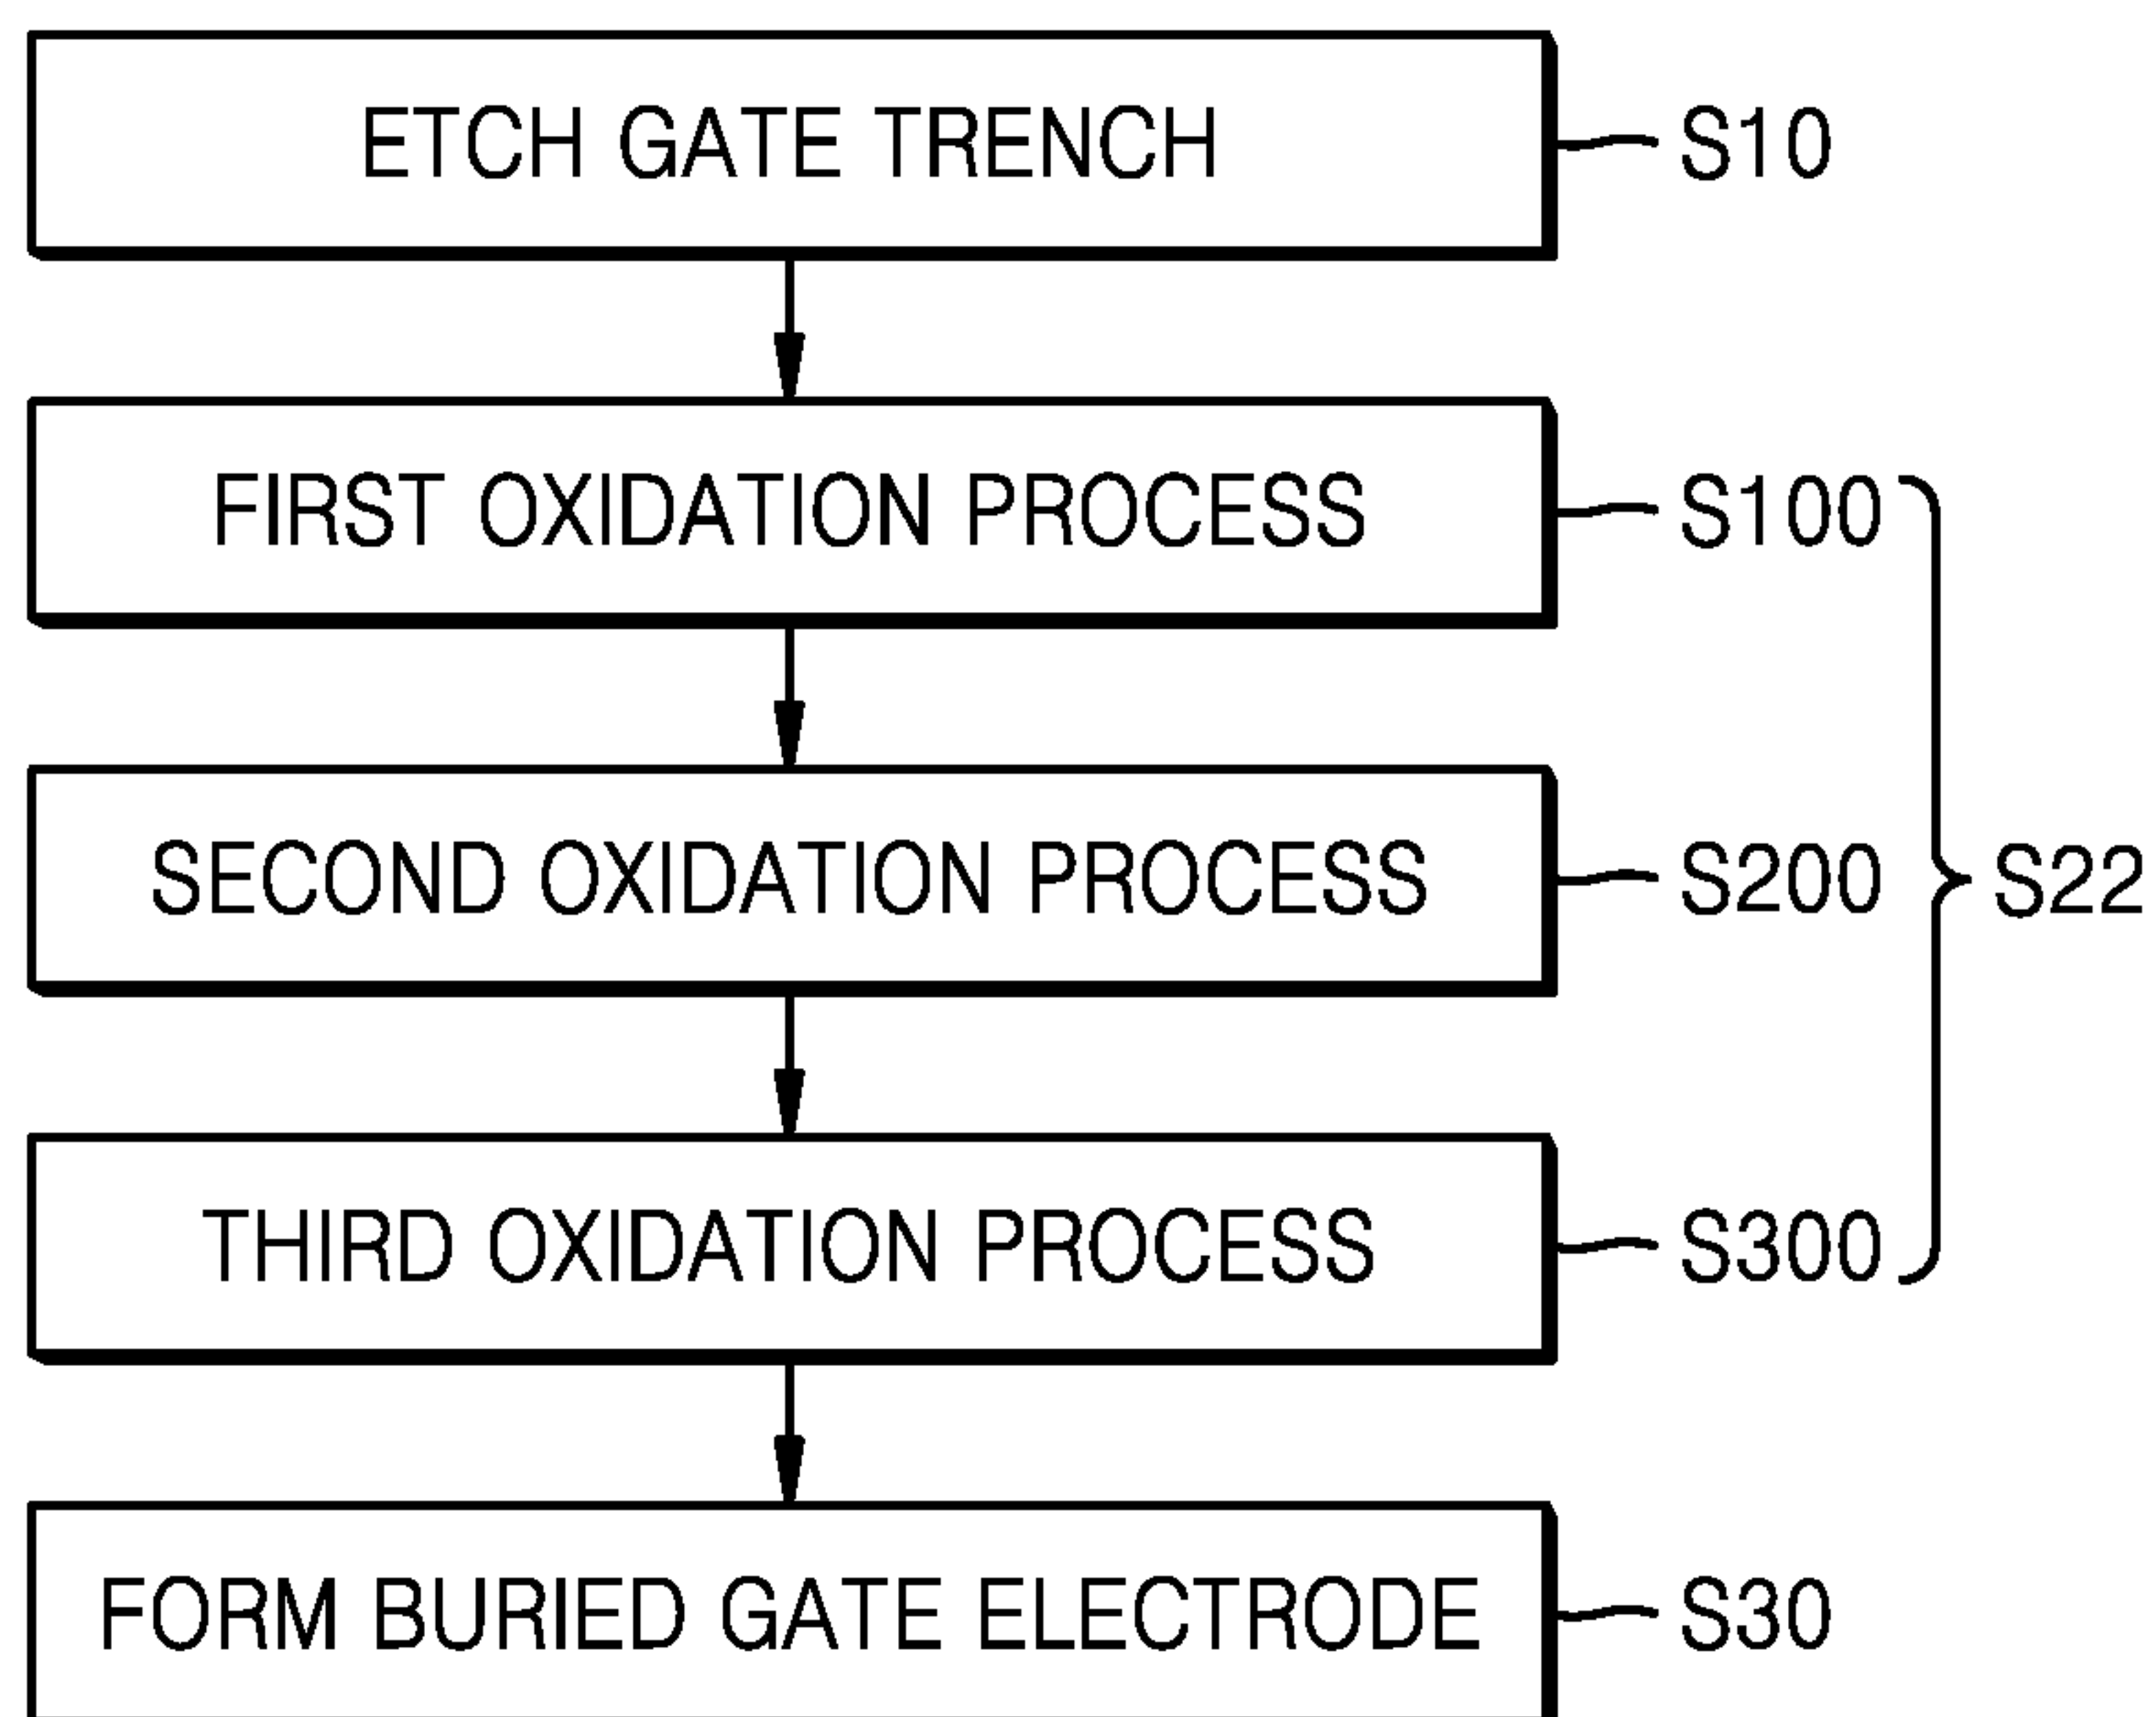 ETCH GATE TRENCH S10
FIRST OXIDATION PROCESS S100
SECOND OXIDATION PROCESS S200 S22
THIRD OXIDATION PROCESS S300
FORM BURIED GATE ELECTRODE S30